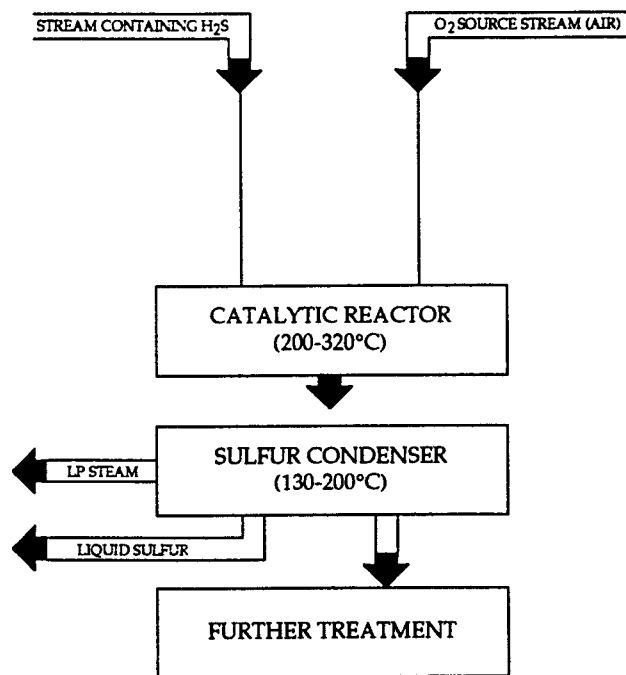 STREAM CONTAINING H₂S
O₂ SOURCE STREAM (AIR)
CATALYTIC REACTOR
(200-320°C)
SULFUR CONDENSER
(130-200°C)
LP STEAM
LIQUID SULFUR
FURTHER TREATMENT